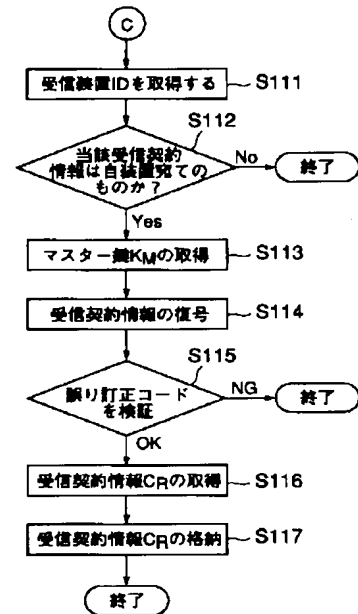 C
受信装置IDを取得する
S111
S112
当該受信契約
情報は自装置宛ての
ものか?
No
終了
Yes
マスター鍵KMの取得
S113
受信契約情報の復号
S114
S115
誤り訂正コード
を検証
NG
終了
OK
受信契約情報CRの取得
S116
受信契約情報CRの格納
S117
終了